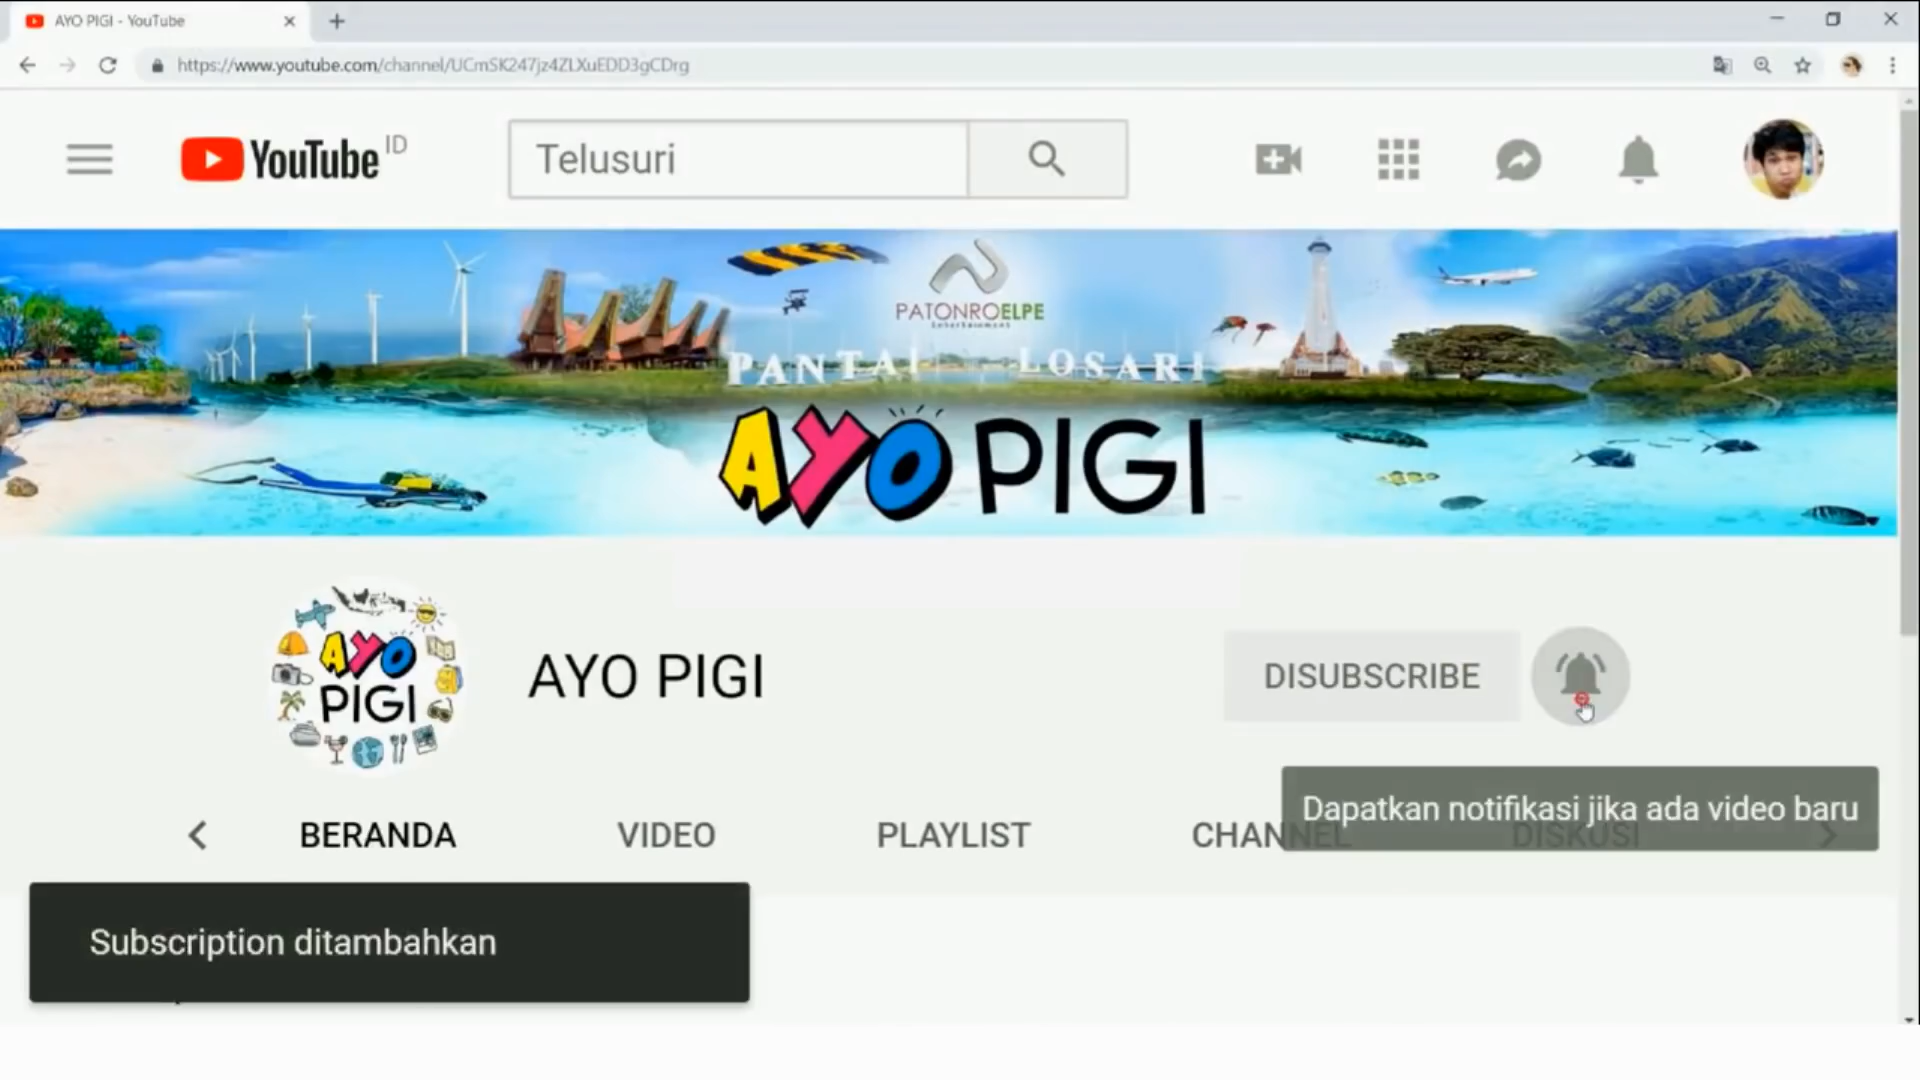 AYO PIGI - YouTube
https://www.youtube.com/channel/UCmSK247jz4ZLXuEDD3gCDrg
YouTube ID
Telusuri
PATONROELPE
Entertainment
PANTAI LOSARI
AYO PIGI
AYO
PIGI
AYO PIGI
DISUBSCRIBE
Dapatkan notifikasi jika ada video baru
BERANDA VIDEO PLAYLIST CHANNEL DISKUSI
Subscription ditambahkan